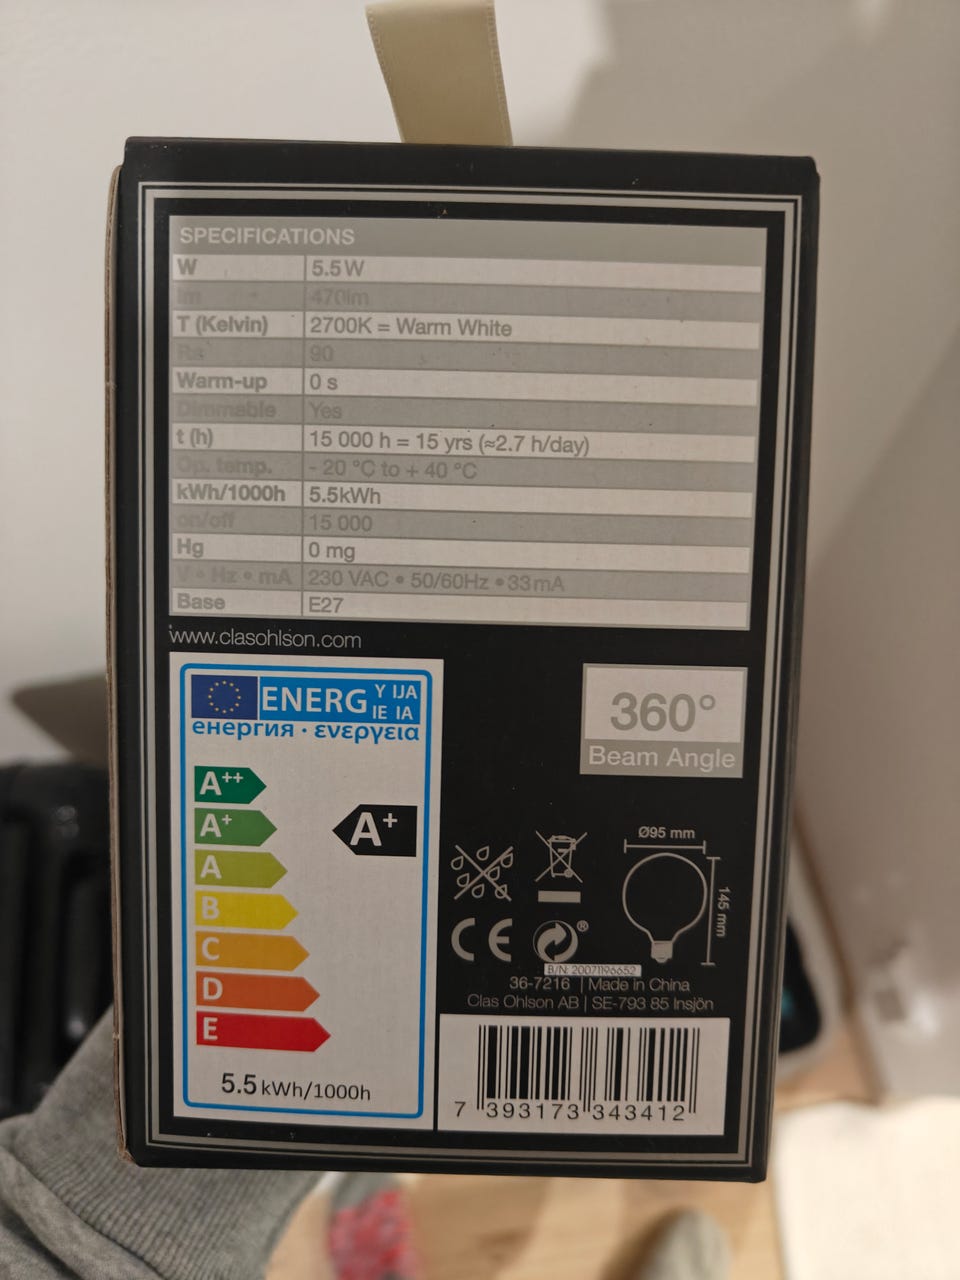 SPECIFICATIONS
W 5.5 W
lm 470lm
T (Kelvin) 2700K = Warm White
Ra 90
Warm-up 0 s
Dimmable Yes
t (h) 15 000 h = 15 yrs (≈2.7 h/day)
Op. temp. - 20 °C to + 40 °C
kWh/1000h 5.5kWh
on/off 15 000
Hg 0 mg
V • Hz • mA 230 VAC • 50/60Hz • 33mA
Base E27
www.clasohlson.com
ENERG Y IJA
IE IA
енергия · ενεργεια
A++
A+
A+
A
B
C
D
E
5.5 kWh/1000h
360°
Beam Angle
Ø95 mm
145 mm
CE
®
B/N: 20071196652
36-7216 | Made in China
Clas Ohlson AB | SE-793 85 Insjön
7 393173 343412